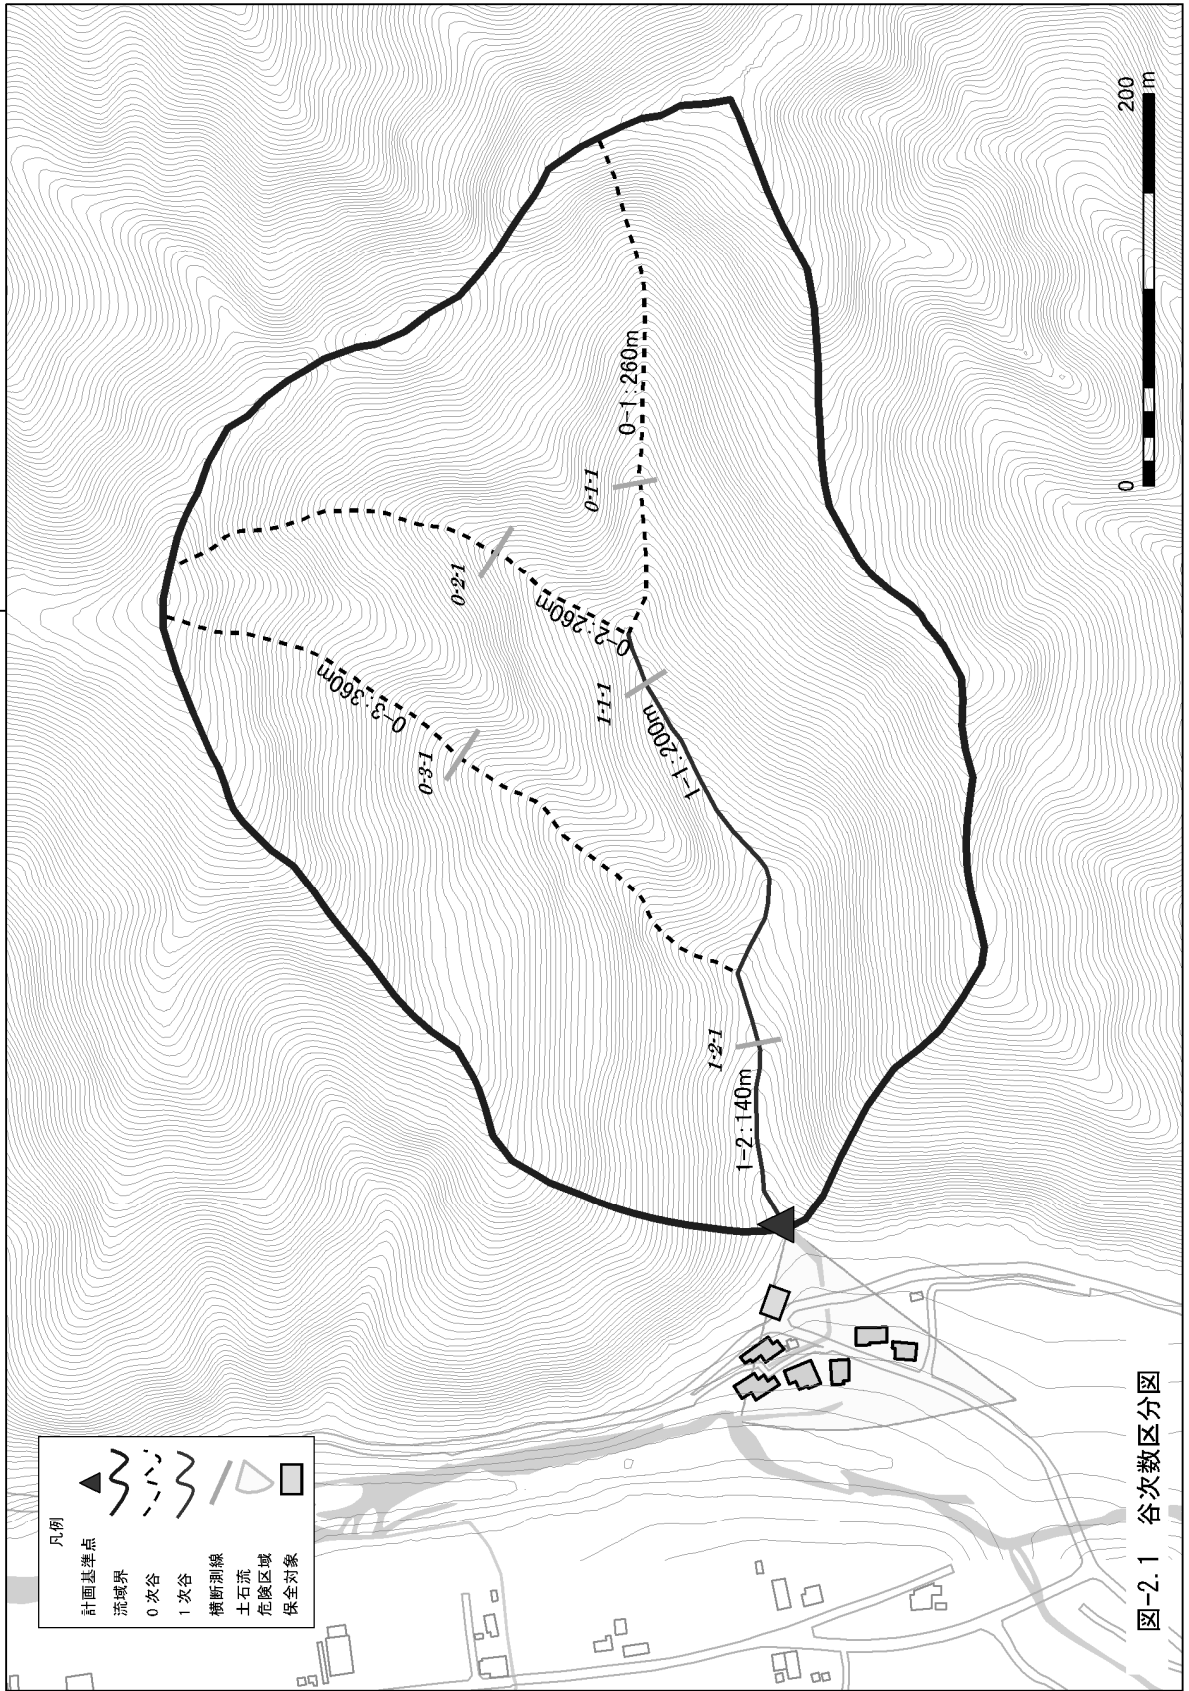 凡例
計画基準点
流域界
0次谷
1次谷
横断測線
土石流
危険区域
保全対象
0-3:360m
0-3-1
0-2-1
0-2:260m
0-1-1
0-1:260m
1-1-1
1-1:200m
1-2-1
1-2:140m
0
200
m
図-2.1 谷次数区分図